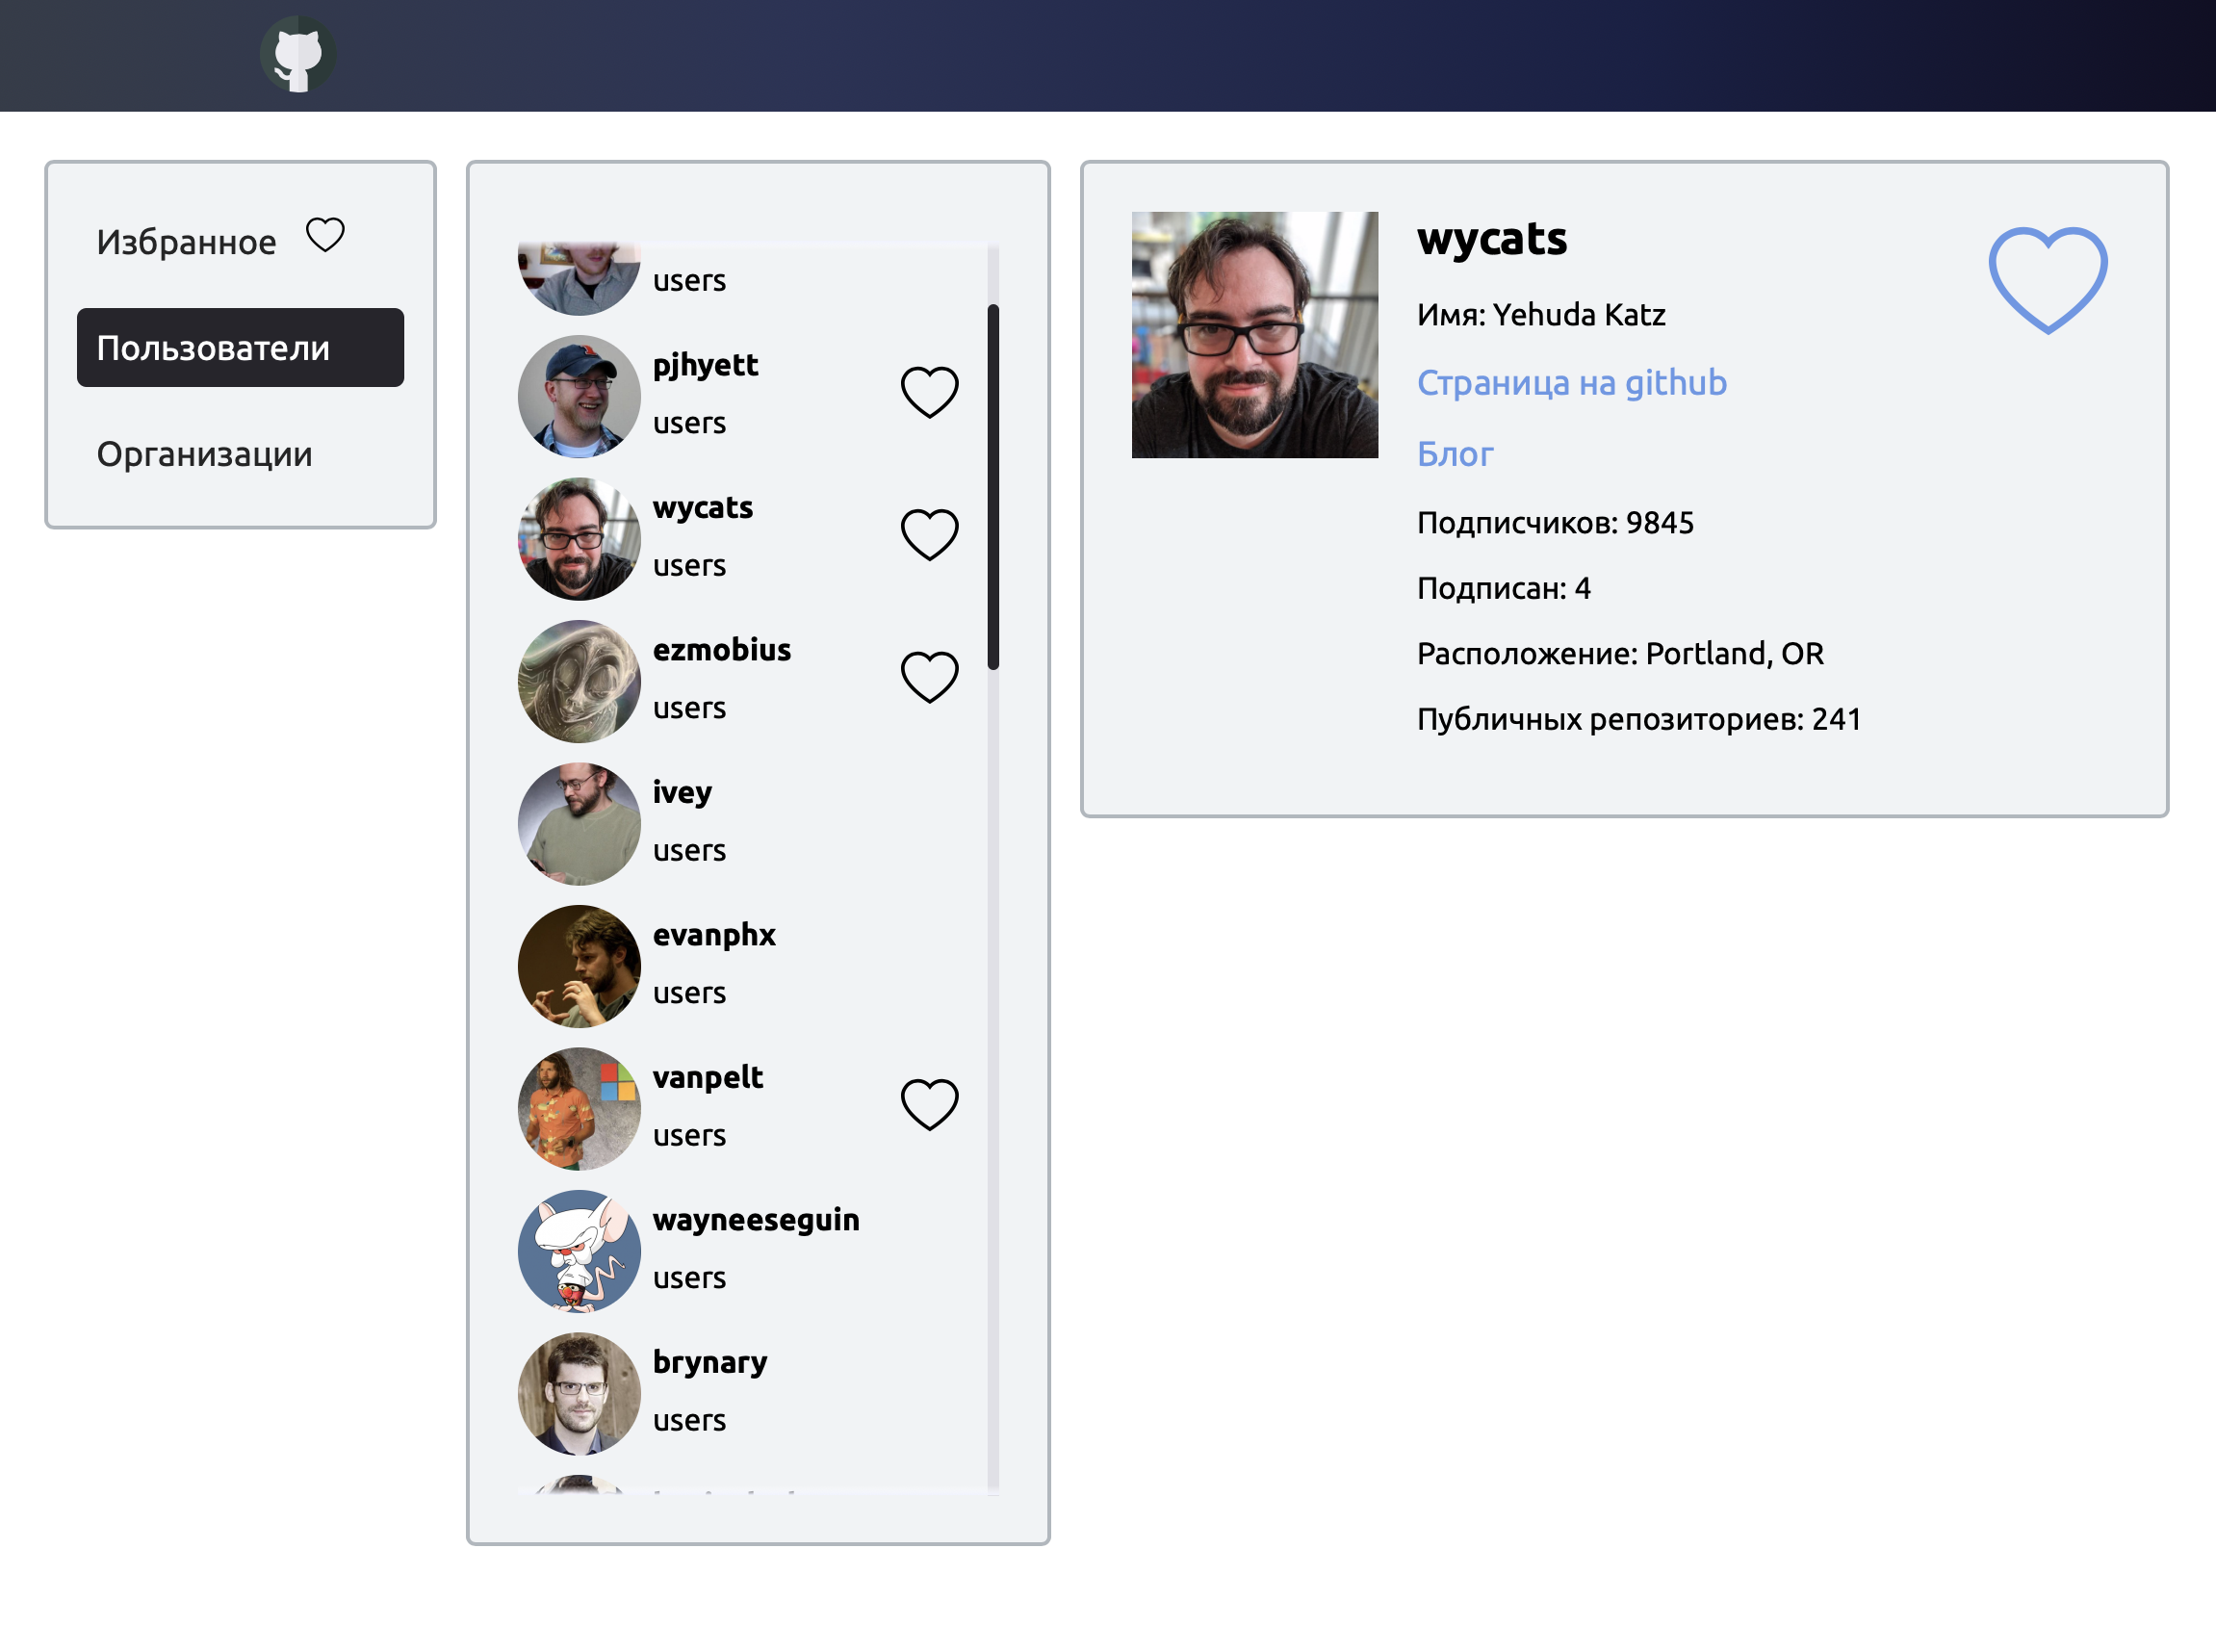 Избранное
Пользователи
Организации
users
pjhyett
users
wycats
users
ezmobius
users
ivey
users
evanphx
users
vanpelt
users
wayneeseguin
users
brynary
users
wycats
Имя: Yehuda Katz
Страница на github
Блог
Подписчиков: 9845
Подписан: 4
Расположение: Portland, OR
Публичных репозиториев: 241